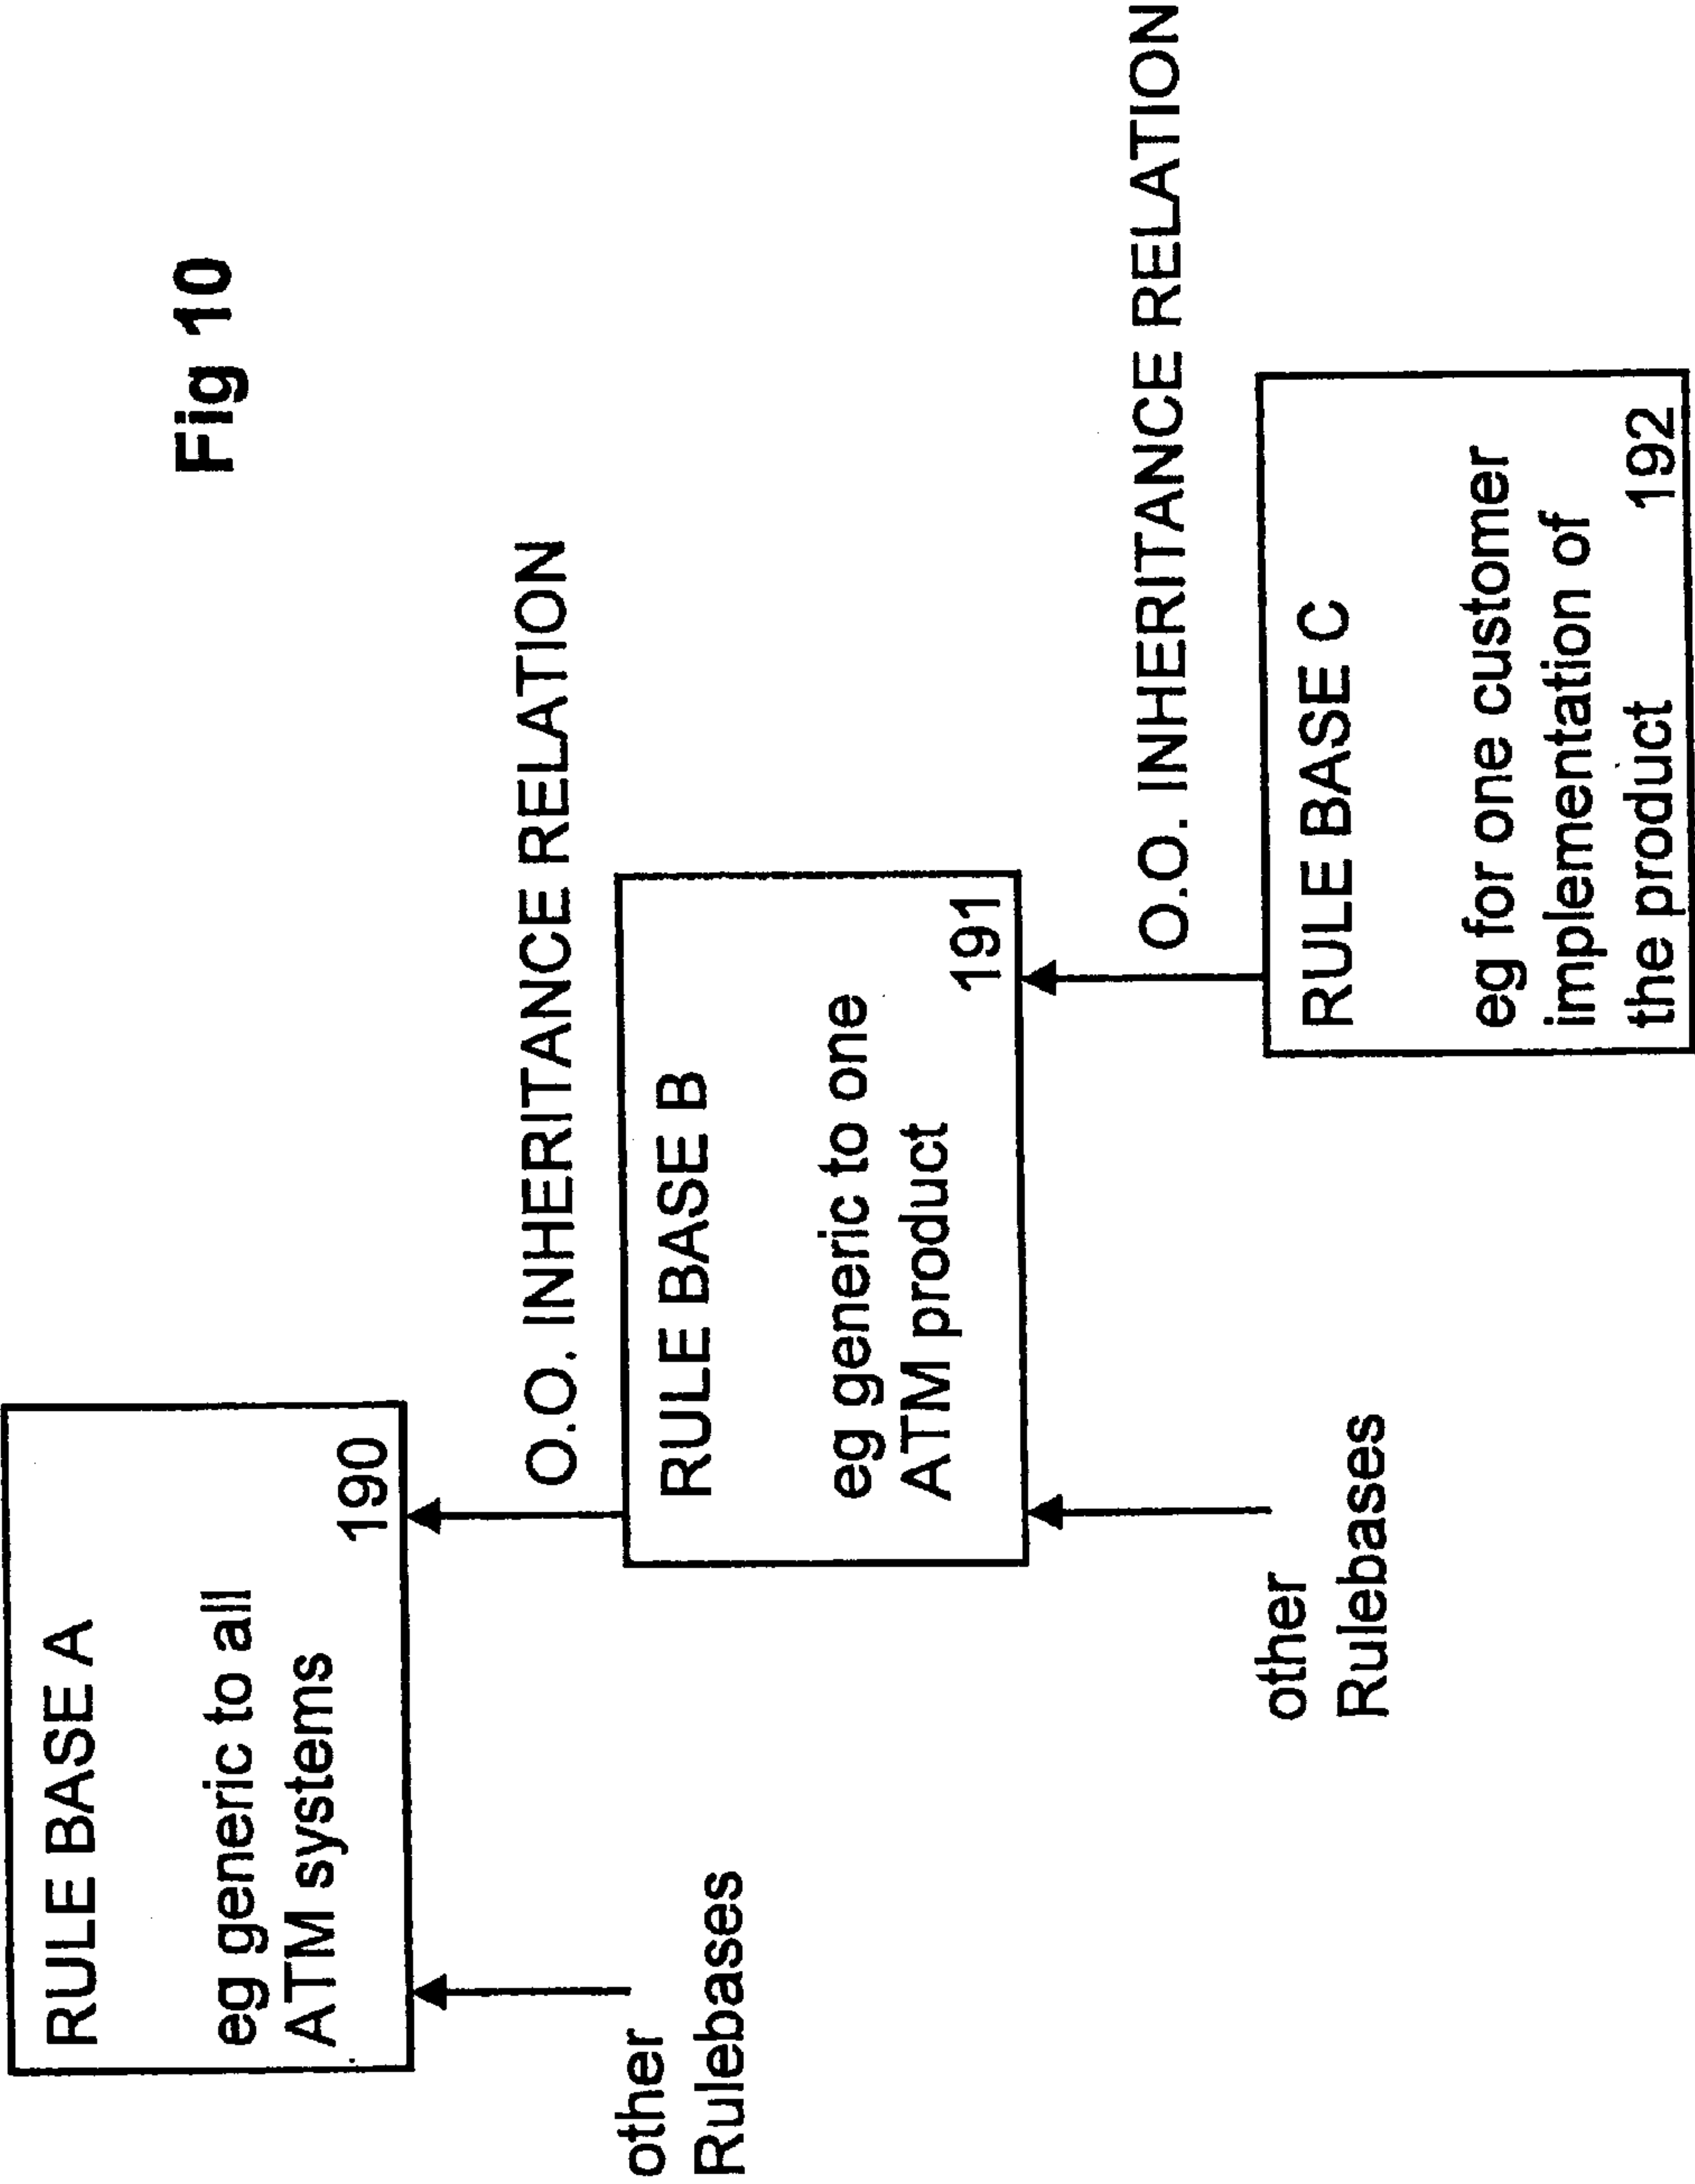 Fig 10
RULE BASE A
eg generic to all
ATM systems
190
O.O. INHERITANCE RELATION
other
Rulebases
RULE BASE B
eg generic to one
ATM product
191
O.O. INHERITANCE RELATION
other
Rulebases
RULE BASE C
eg for one customer
implementation of
the product 192